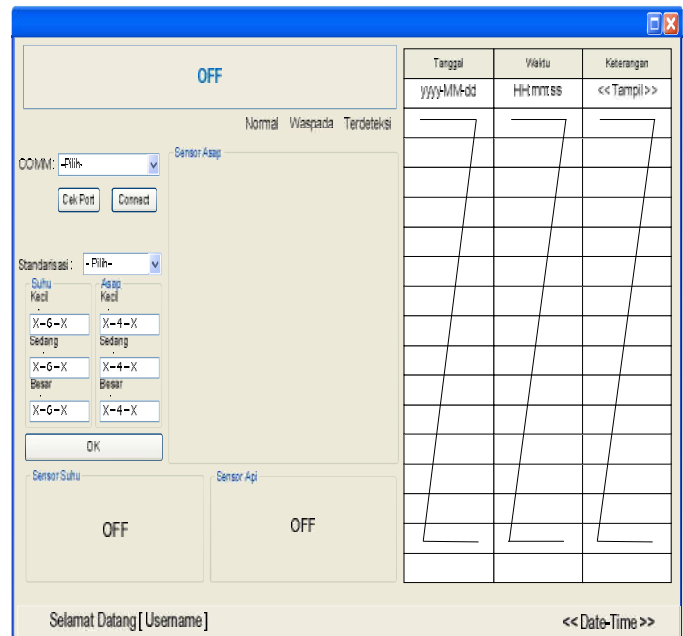 OFF
Normal Waspada Terdeteksi
COMM: -Pilih-
Cek Port Connect
Standarisasi: -Pilih-
Suhu Asap
Kecil Kecil
X-6-X X-4-X
Sedang Sedang
X-6-X X-4-X
Besar Besar
X-6-X X-4-X
OK
Sensor Asap
Sensor Suhu
OFF
Sensor Api
OFF
Tanggal Waktu Keterangan
yyyy-MM-dd HH:mm:ss <<Tampil>>
Selamat Datang [ Username ]
<<Date-Time>>